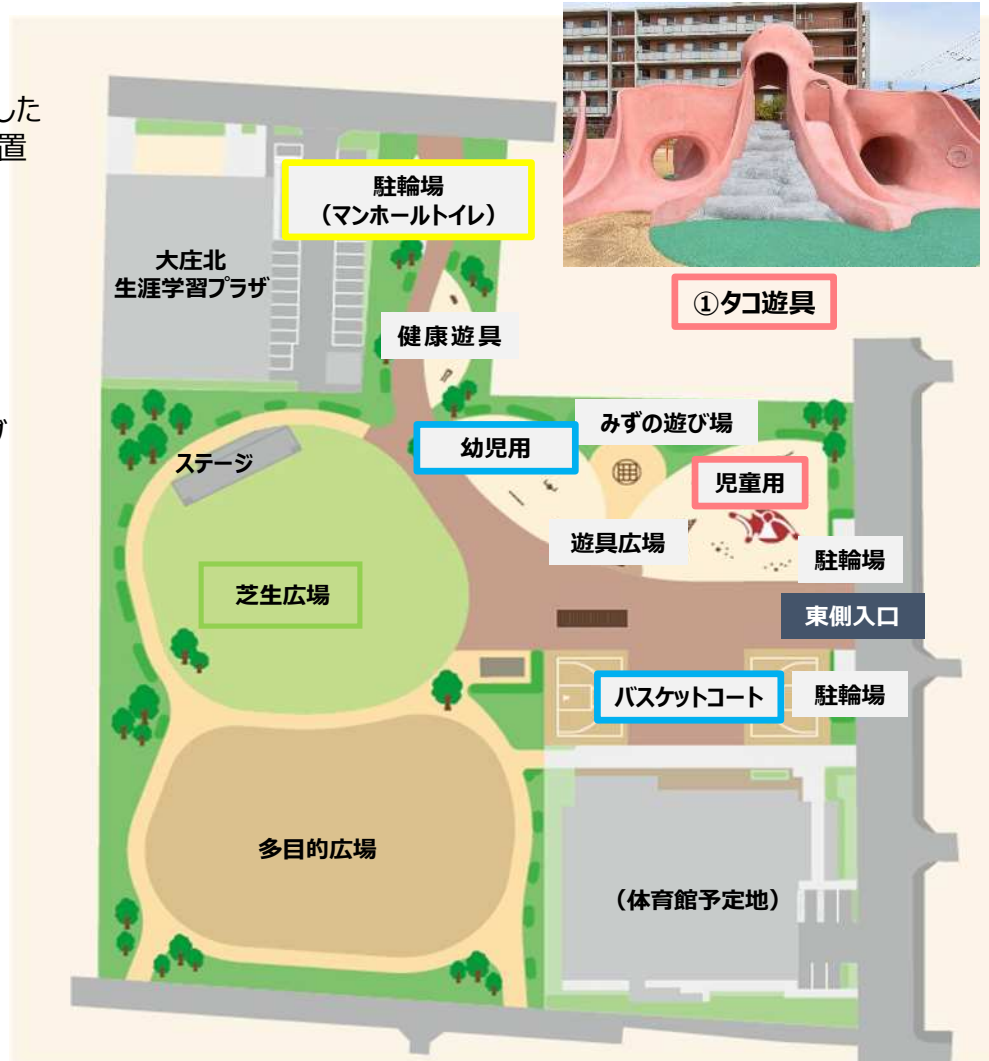 した
置
駐輪場
（マンホールトイレ）
大庄北
生涯学習プラザ
①タコ遊具
健康遊具
みずの遊び場
幼児用
ステージ
児童用
遊具広場
駐輪場
芝生広場
東側入口
バスケットコート
駐輪場
多目的広場
（体育館予定地）